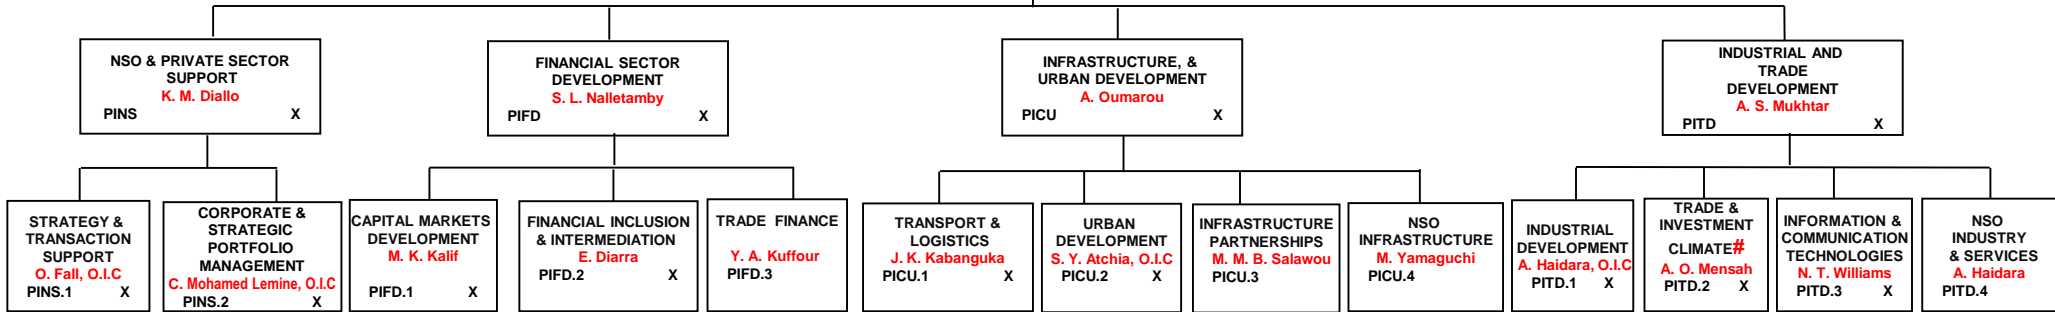 NSO & PRIVATE SECTOR
SUPPORT
K. M. Diallo
PINS X
FINANCIAL SECTOR
DEVELOPMENT
S. L. Nalletamby
PIFD X
INFRASTRUCTURE, &
URBAN DEVELOPMENT
A. Oumarou
PICU X
INDUSTRIAL AND
TRADE
DEVELOPMENT
A. S. Mukhtar
PITD X
STRATEGY &
TRANSACTION
SUPPORT
O. Fall, O.I.C
PINS.1 X
CORPORATE &
STRATEGIC
PORTFOLIO
MANAGEMENT
C. Mohamed Lemine, O.I.C
PINS.2 X
CAPITAL MARKETS
DEVELOPMENT
M. K. Kalif
PIFD.1 X
FINANCIAL INCLUSION
& INTERMEDIATION
E. Diarra
PIFD.2 X
TRADE FINANCE
Y. A. Kuffour
PIFD.3
TRANSPORT &
LOGISTICS
J. K. Kabanguka
PICU.1 X
URBAN
DEVELOPMENT
S. Y. Atchia, O.I.C
PICU.2 X
INFRASTRUCTURE
PARTNERSHIPS
M. M. B. Salawou
PICU.3
NSO
INFRASTRUCTURE
M. Yamaguchi
PICU.4
INDUSTRIAL
DEVELOPMENT
A. Haidara, O.I.C
PITD.1 X
TRADE &
INVESTMENT
CLIMATE#
A. O. Mensah
PITD.2 X
INFORMATION &
COMMUNICATION
TECHNOLOGIES
N. T. Williams
PITD.3 X
NSO
INDUSTRY
& SERVICES
A. Haidara
PITD.4